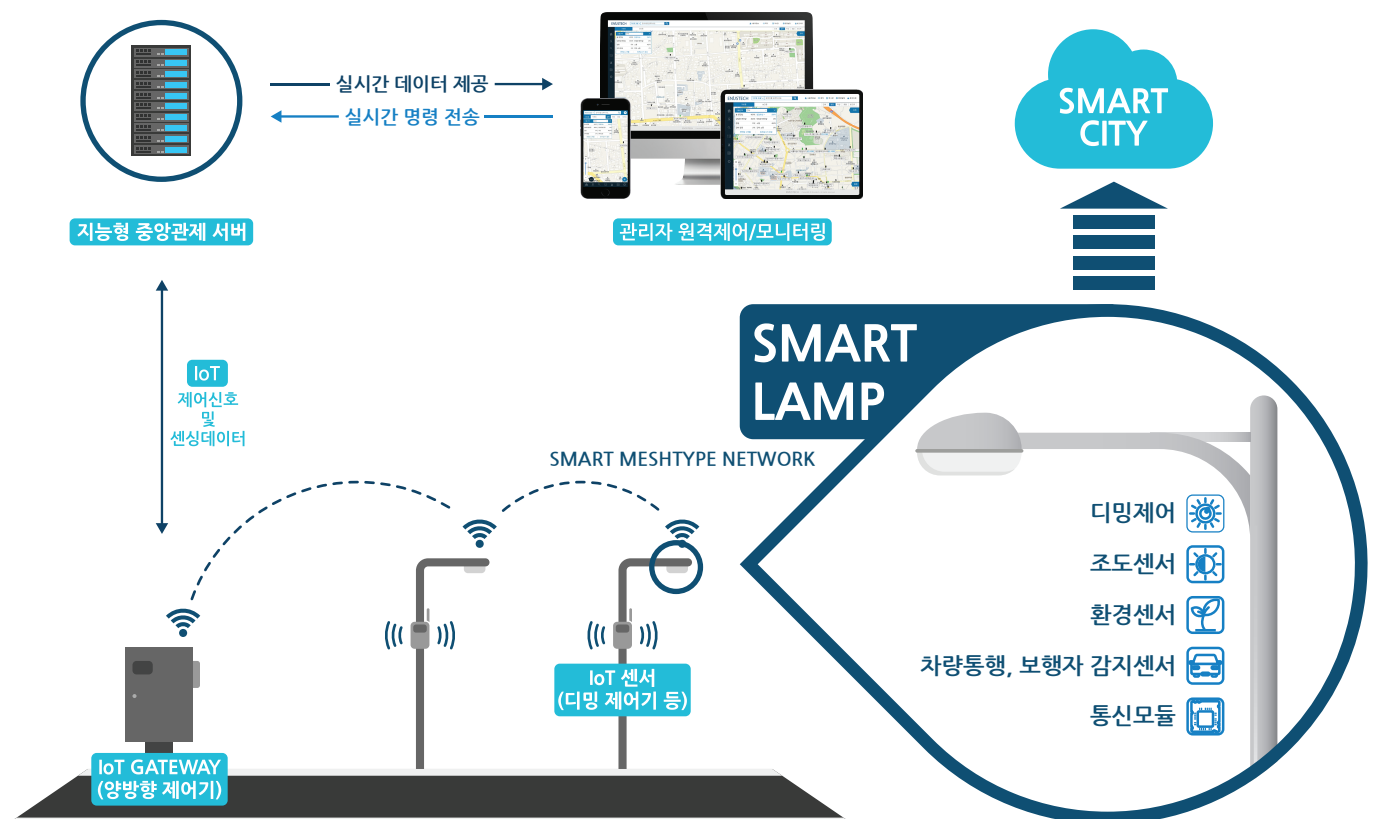 실시간 데이터 제공
실시간 명령 전송
SMART
CITY
지능형 중앙관제 서버
관리자 원격제어/모니터링
IoT
제어신호
및
센싱데이터
SMART
LAMP
SMART MESHTYPE NETWORK
디밍제어
조도센서
환경센서
차량통행, 보행자 감지센서
통신모듈
IoT 센서
(디밍 제어기 등)
IoT GATEWAY
(양방향 제어기)